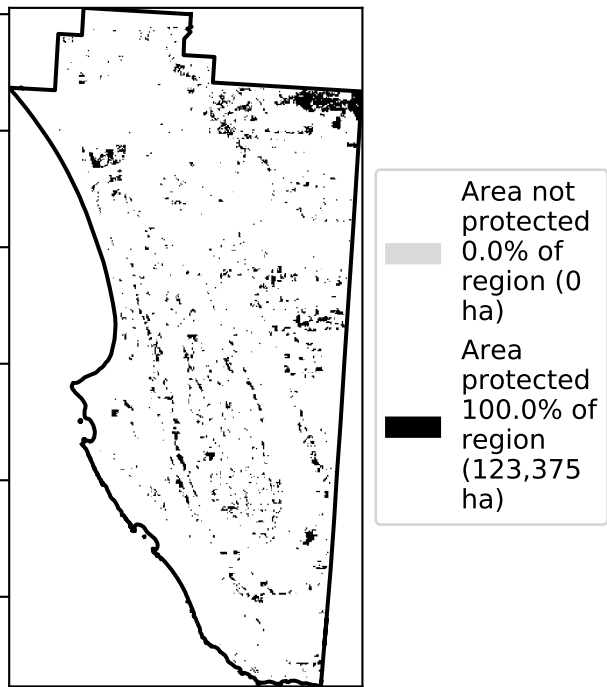 Area not
protected
0.0% of
region (0
ha)
Area
protected
100.0% of
region
(123,375
ha)